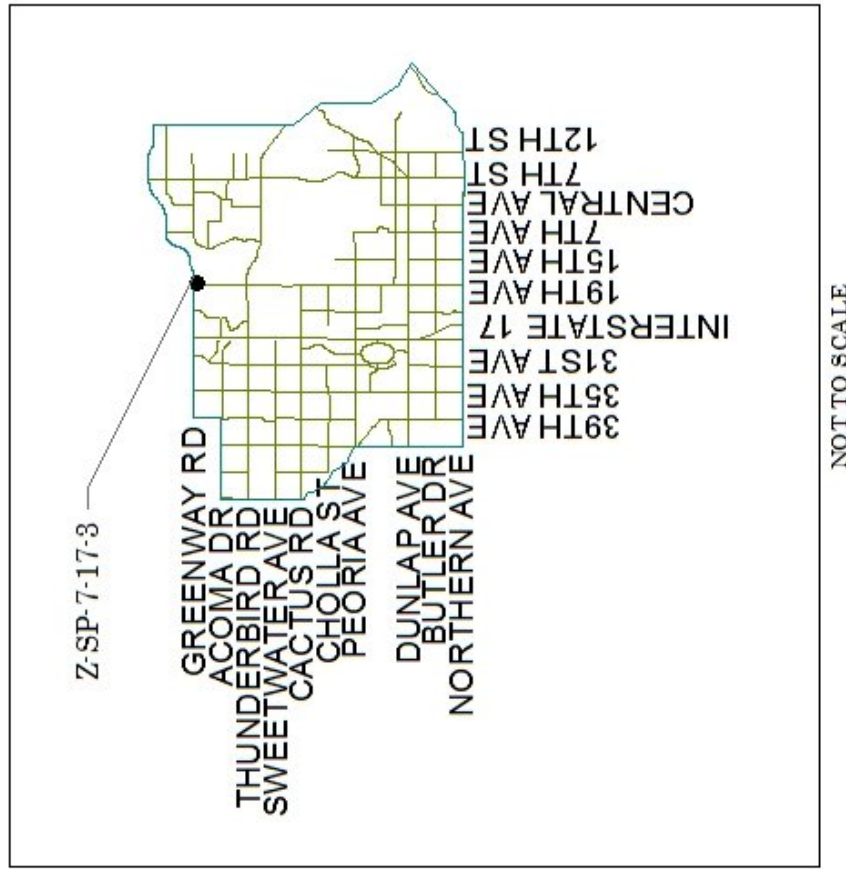 Z-SP-7-17-3
GREENWAY RD
ACOMA DR
THUNDERBIRD RD
SWEETWATER AVE
CACTUS RD
CHOLLA ST
PEORIA AVE
DUNLAP AVE
BUTLER DR
NORTHERN AVE
39TH AVE
35TH AVE
31ST AVE
INTERSTATE 17
19TH AVE
15TH AVE
7TH AVE
CENTRAL AVE
7TH ST
12TH ST
NOT TO SCALE